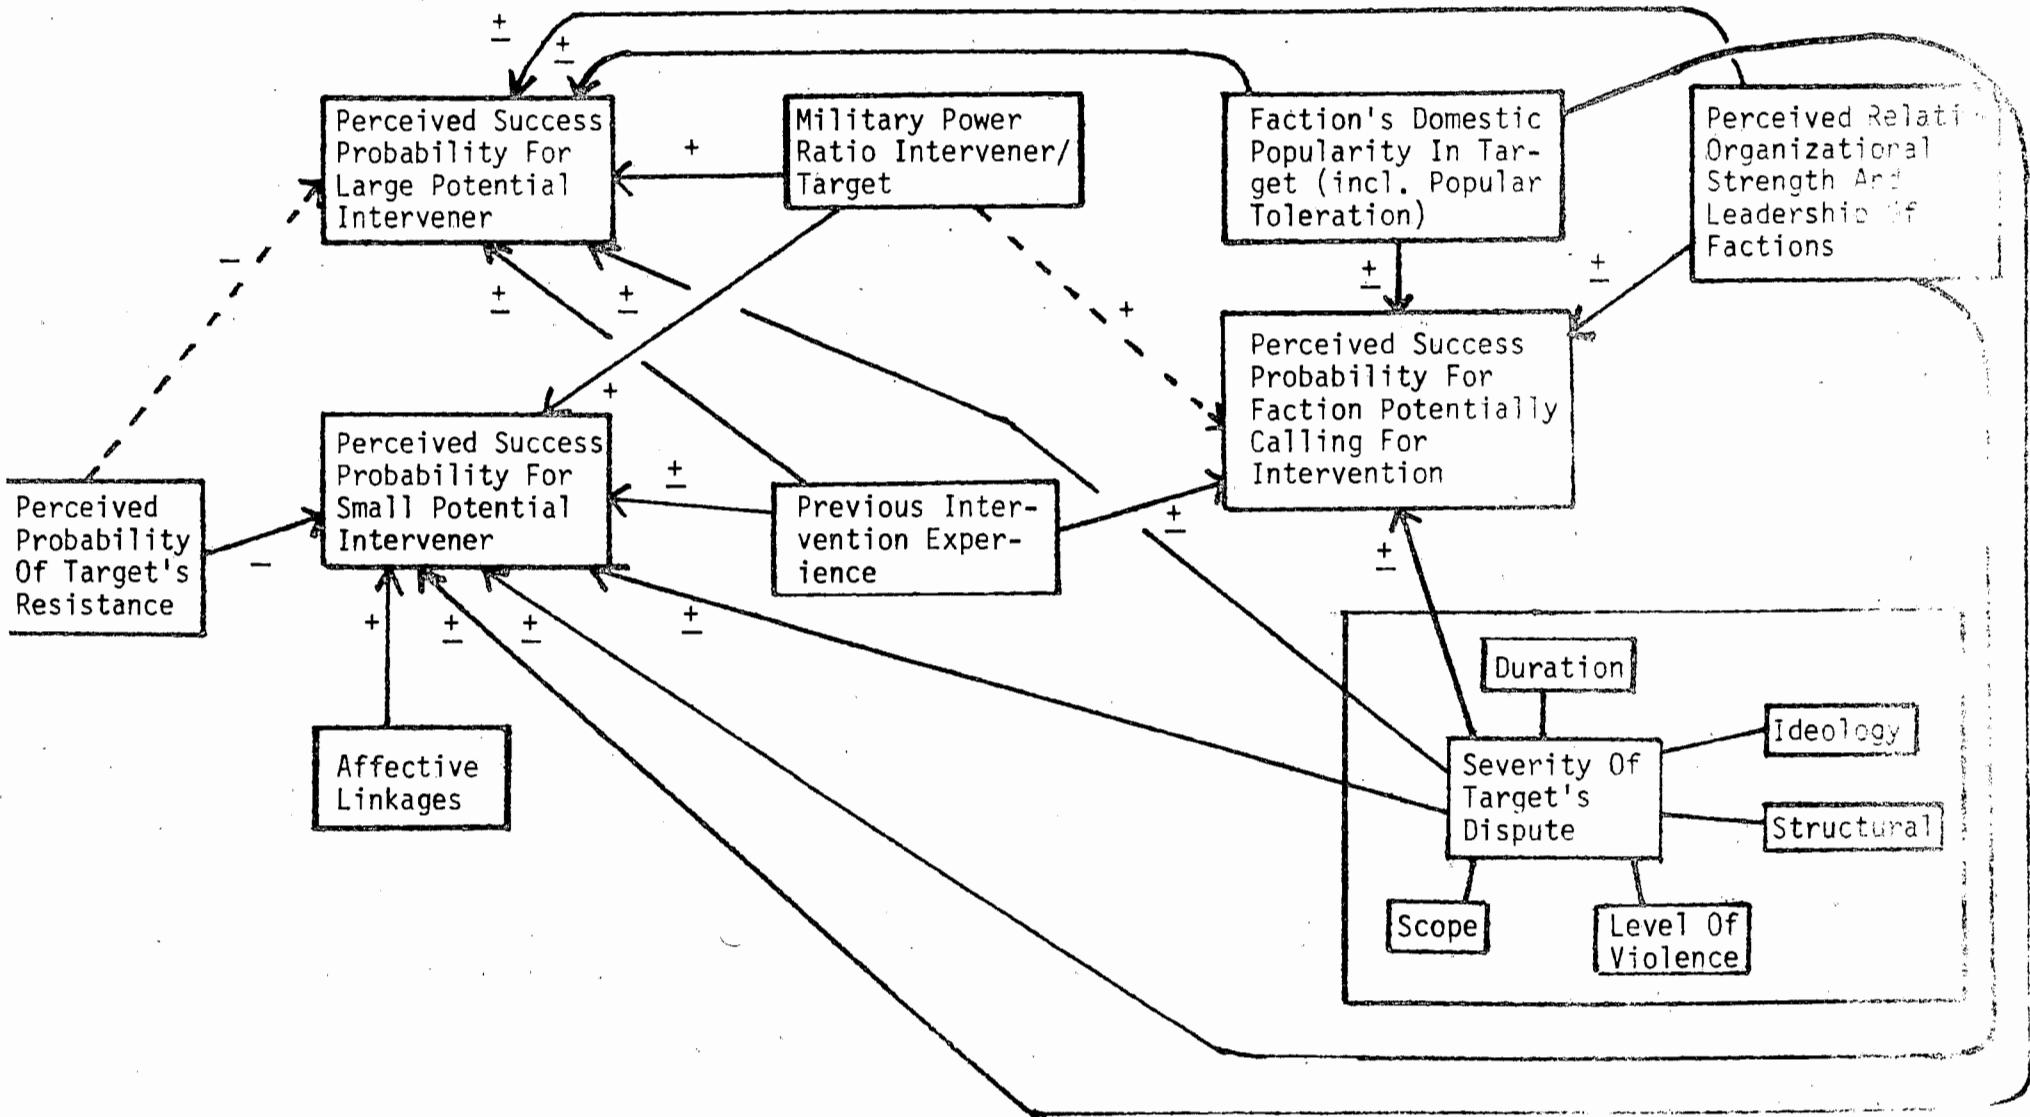 ±
±
Perceived Success
Probability For
Large Potential
Intervener
+
Military Power
Ratio Intervener/
Target
Faction's Domestic
Popularity In Tar-
get (incl. Popular
Toleration)
Perceived
Organizational
Strength And
Leadership Of
Factions
−
±
±
+
±
±
Perceived Success
Probability For
Faction Potentially
Calling For
Intervention
+
Perceived Success
Probability For
Small Potential
Intervener
±
Previous Inter-
vention Exper-
ience
±
±
Perceived
Probability
Of Target's
Resistance
−
+
±
±
±
Affective
Linkages
Duration
Ideology
Severity Of
Target's
Dispute
Structural
Scope
Level Of
Violence